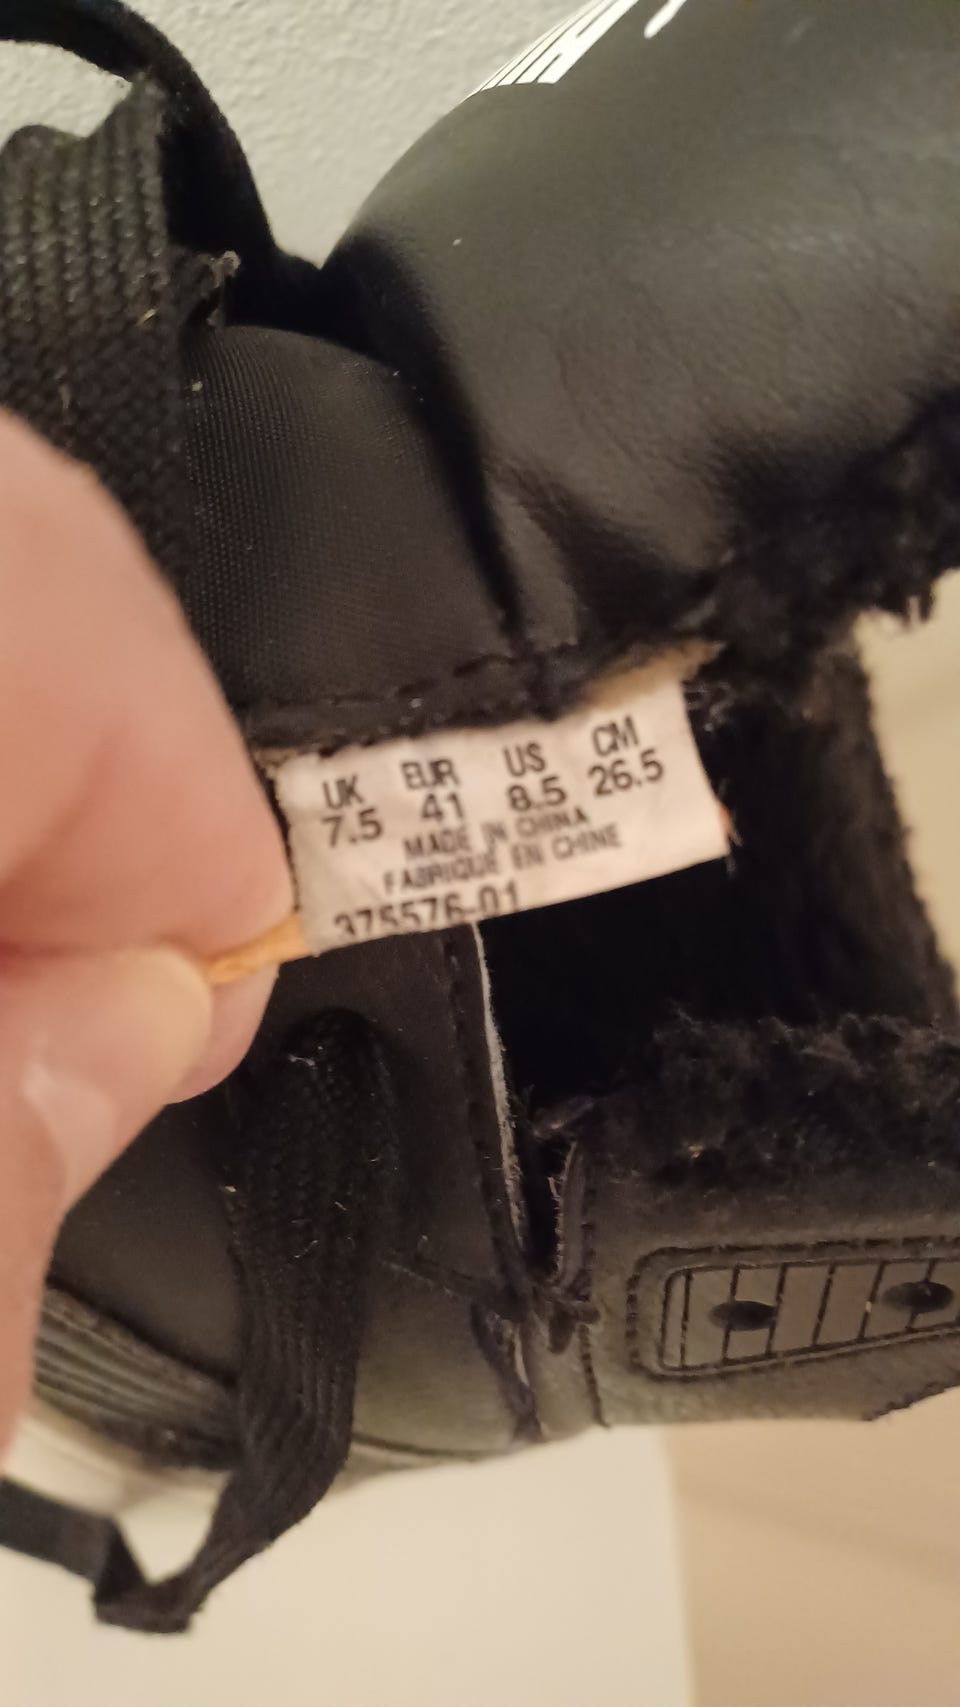 UK EUR US CM
7.5 41 8.5 26.5
MADE IN CHINA
FABRIQUE EN CHINE
375576-01